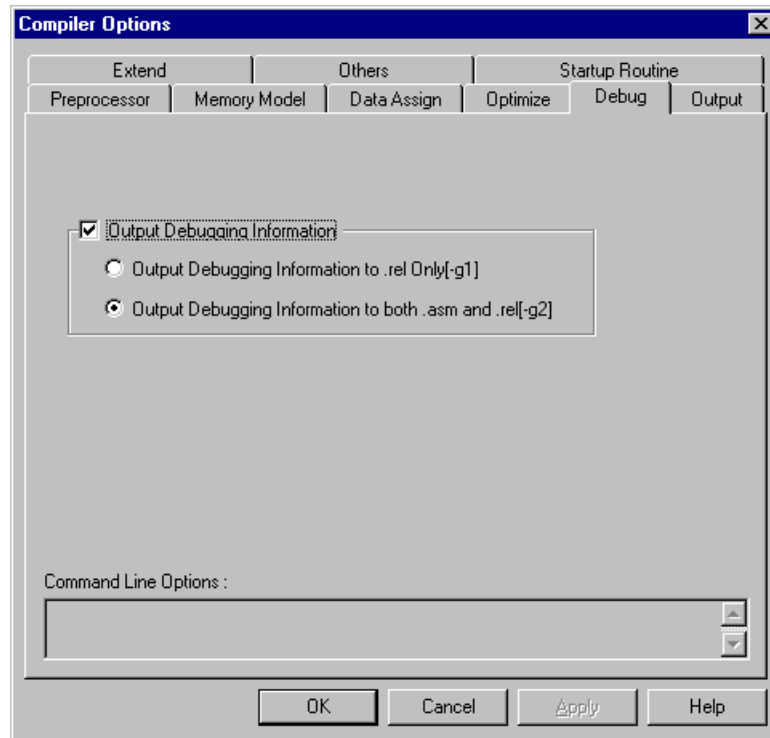 Compiler Options
Extend Others Startup Routine
Preprocessor Memory Model Data Assign Optimize Debug Output
Output Debugging Information
Output Debugging Information to .rel Only[-g1]
Output Debugging Information to both .asm and .rel[-g2]
Command Line Options :
OK Cancel Apply Help